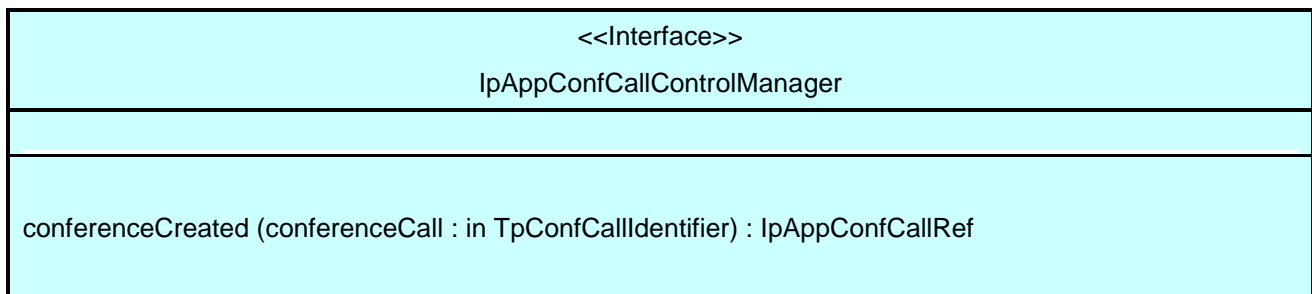 <<Interface>>
IpAppConfCallControlManager
conferenceCreated (conferenceCall : in TpConfCallIdentifier) : IpAppConfCallRef